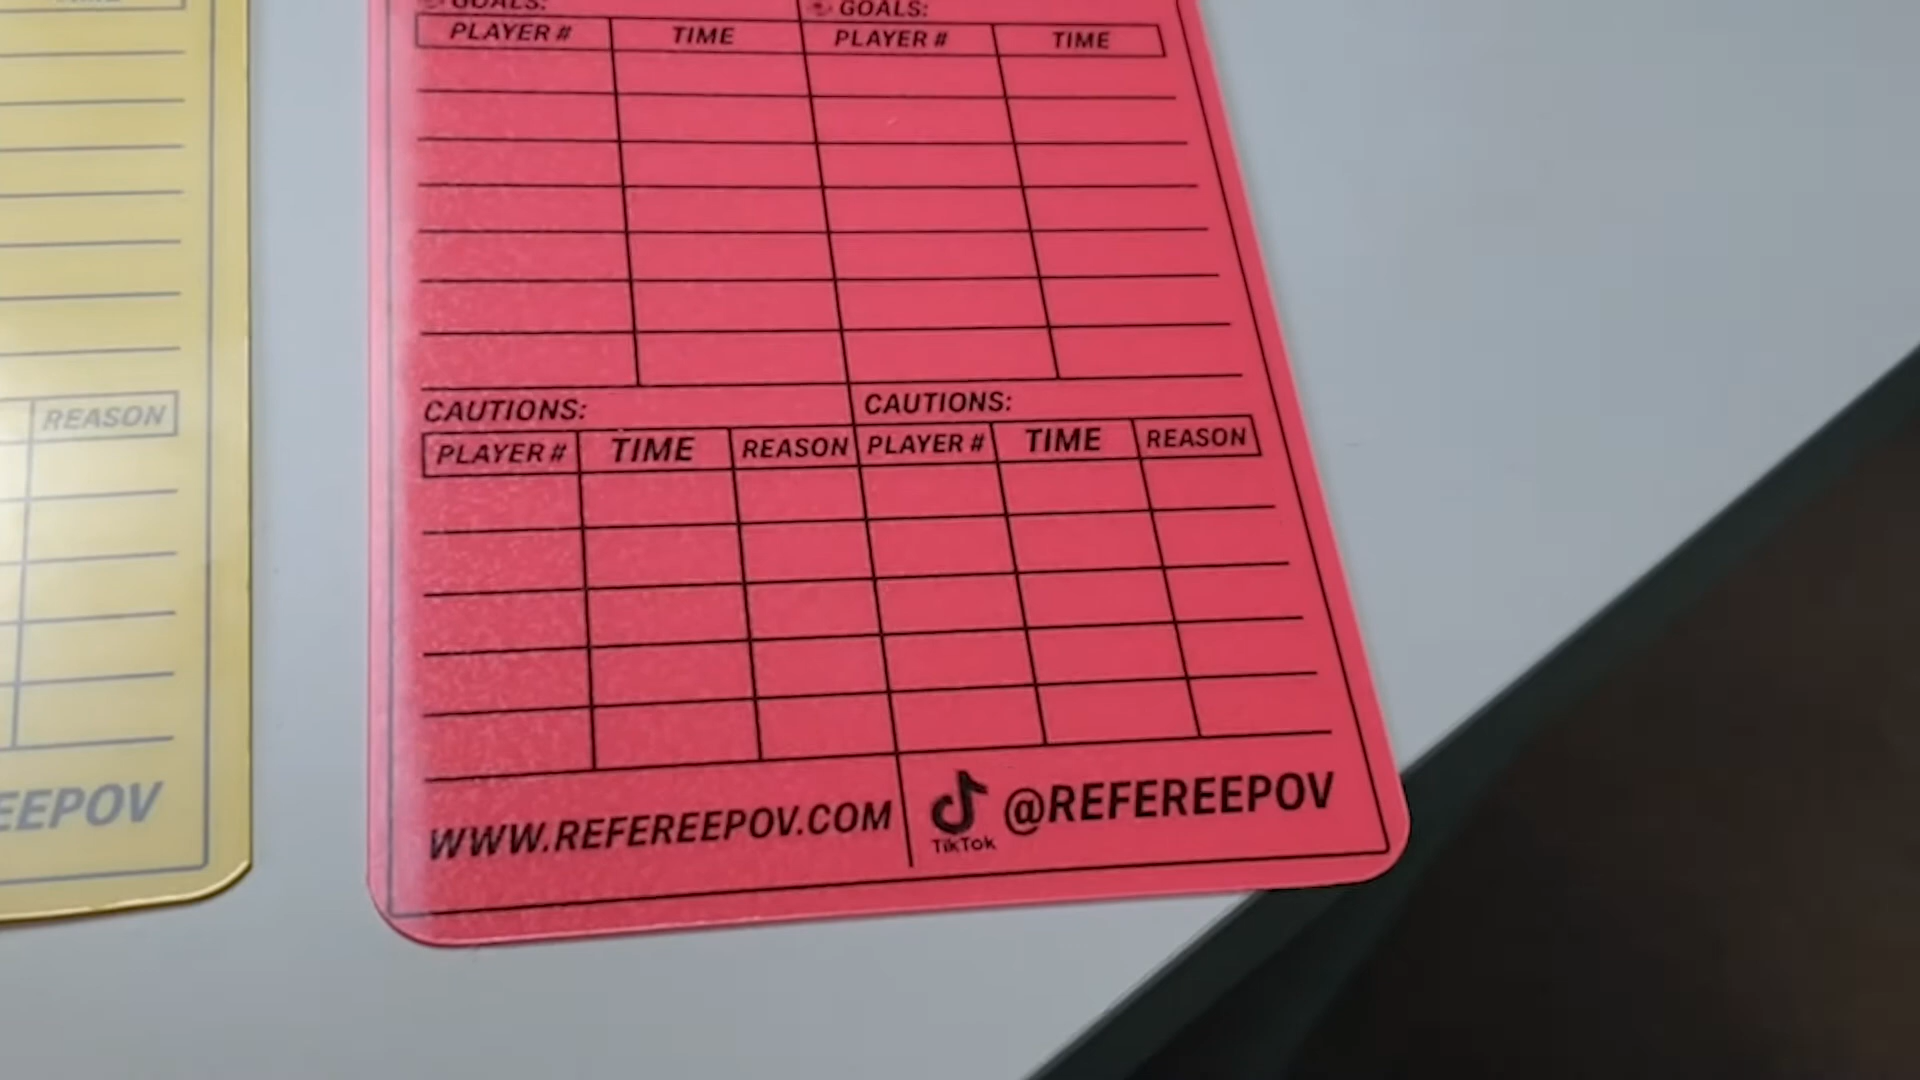 GOALS: GOALS:
PLAYER # TIME PLAYER # TIME
CAUTIONS: CAUTIONS:
PLAYER # TIME REASON PLAYER # TIME REASON
WWW.REFEREEPOV.COM TikTok @REFEREEPOV
TIME
REASON
EEPOV